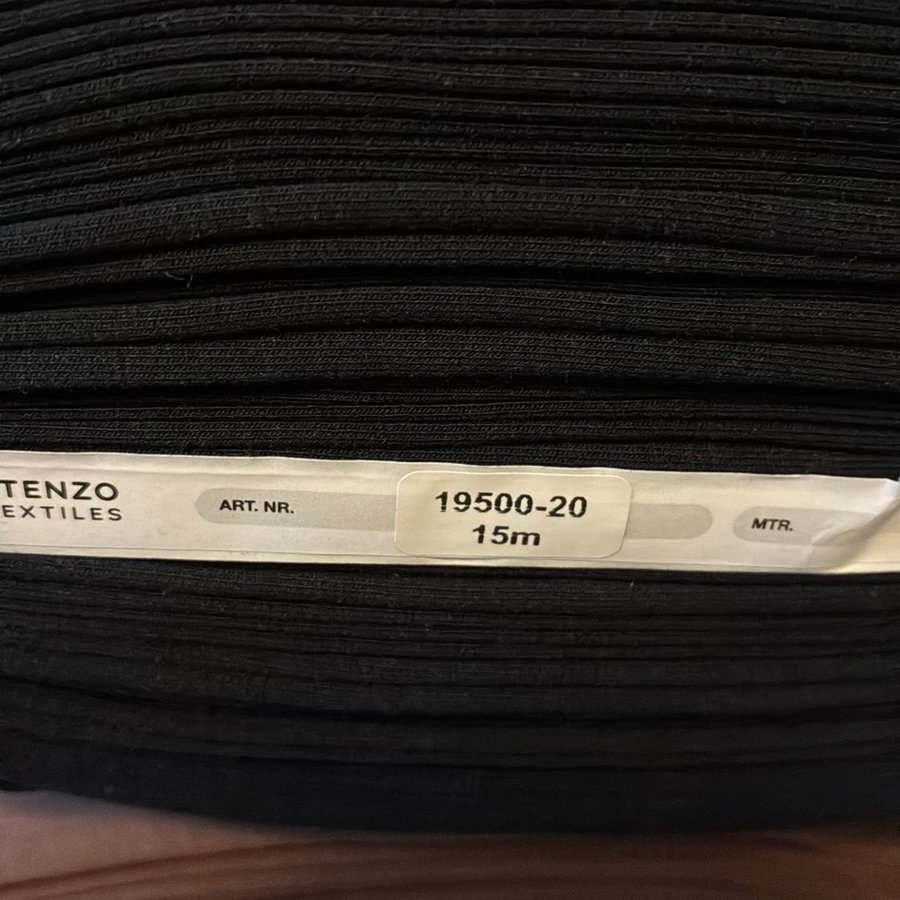 TENZO
EXTILES
ART. NR.
19500-20
15m
MTR.